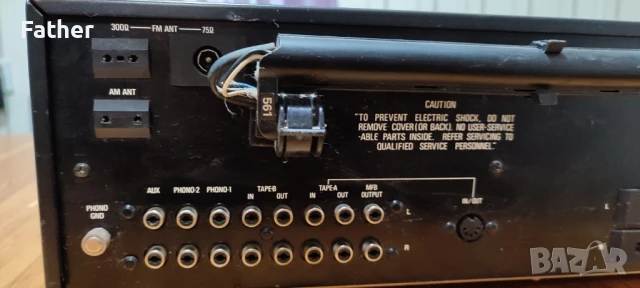 Father
300Ω FM ANT 75Ω
AM ANT
561
CAUTION
"TO PREVENT ELECTRIC SHOCK, DO NOT
REMOVE COVER (OR BACK). NO USER-SERVICE
-ABLE PARTS INSIDE. REFER SERVICING TO
QUALIFIED SERVICE PERSONNEL."
PHONO
GND
AUX PHONO-2 PHONO-1 TAPE-B TAPE-A MFB
IN OUT IN OUT OUTPUT
IN/OUT
L
R
L
BAZAR